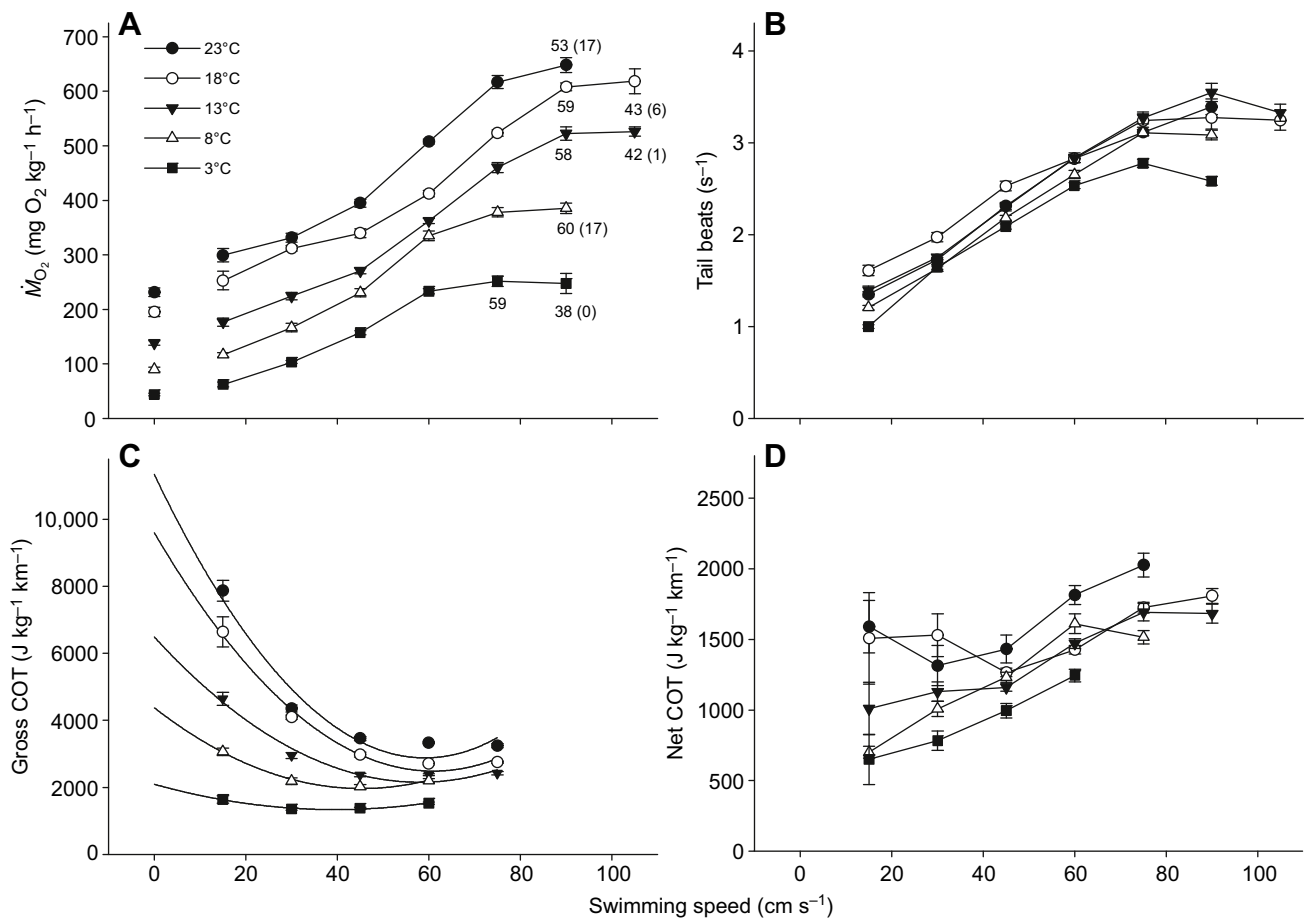 A
700
600
500
400
300
200
100
0
ṀO₂ (mg O₂ kg⁻¹ h⁻¹)
23°C
18°C
13°C
8°C
3°C
53 (17)
59
43 (6)
58
42 (1)
60 (17)
59
38 (0)
B
4
3
2
1
0
Tail beats (s⁻¹)
C
10,000
8000
6000
4000
2000
0
Gross COT (J kg⁻¹ km⁻¹)
0 20 40 60 80 100
D
2500
2000
1500
1000
500
0
Net COT (J kg⁻¹ km⁻¹)
0 20 40 60 80 100
Swimming speed (cm s⁻¹)